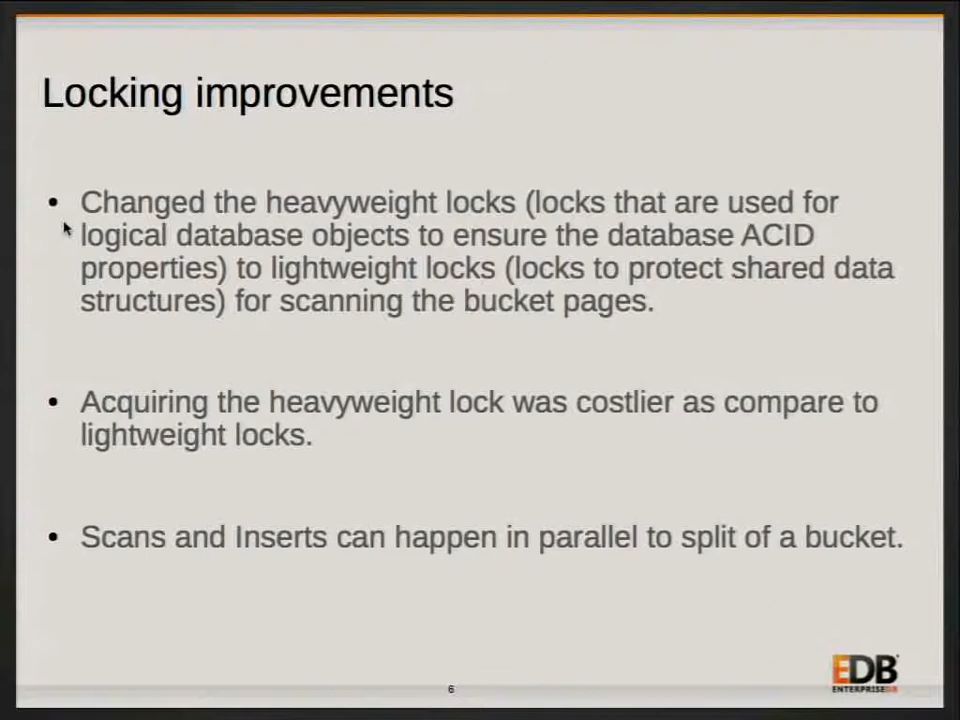 Locking improvements
• Changed the heavyweight locks (locks that are used for
logical database objects to ensure the database ACID
properties) to lightweight locks (locks to protect shared data
structures) for scanning the bucket pages.
• Acquiring the heavyweight lock was costlier as compare to
lightweight locks.
• Scans and Inserts can happen in parallel to split of a bucket.
EDB
ENTERPRISEDB
6